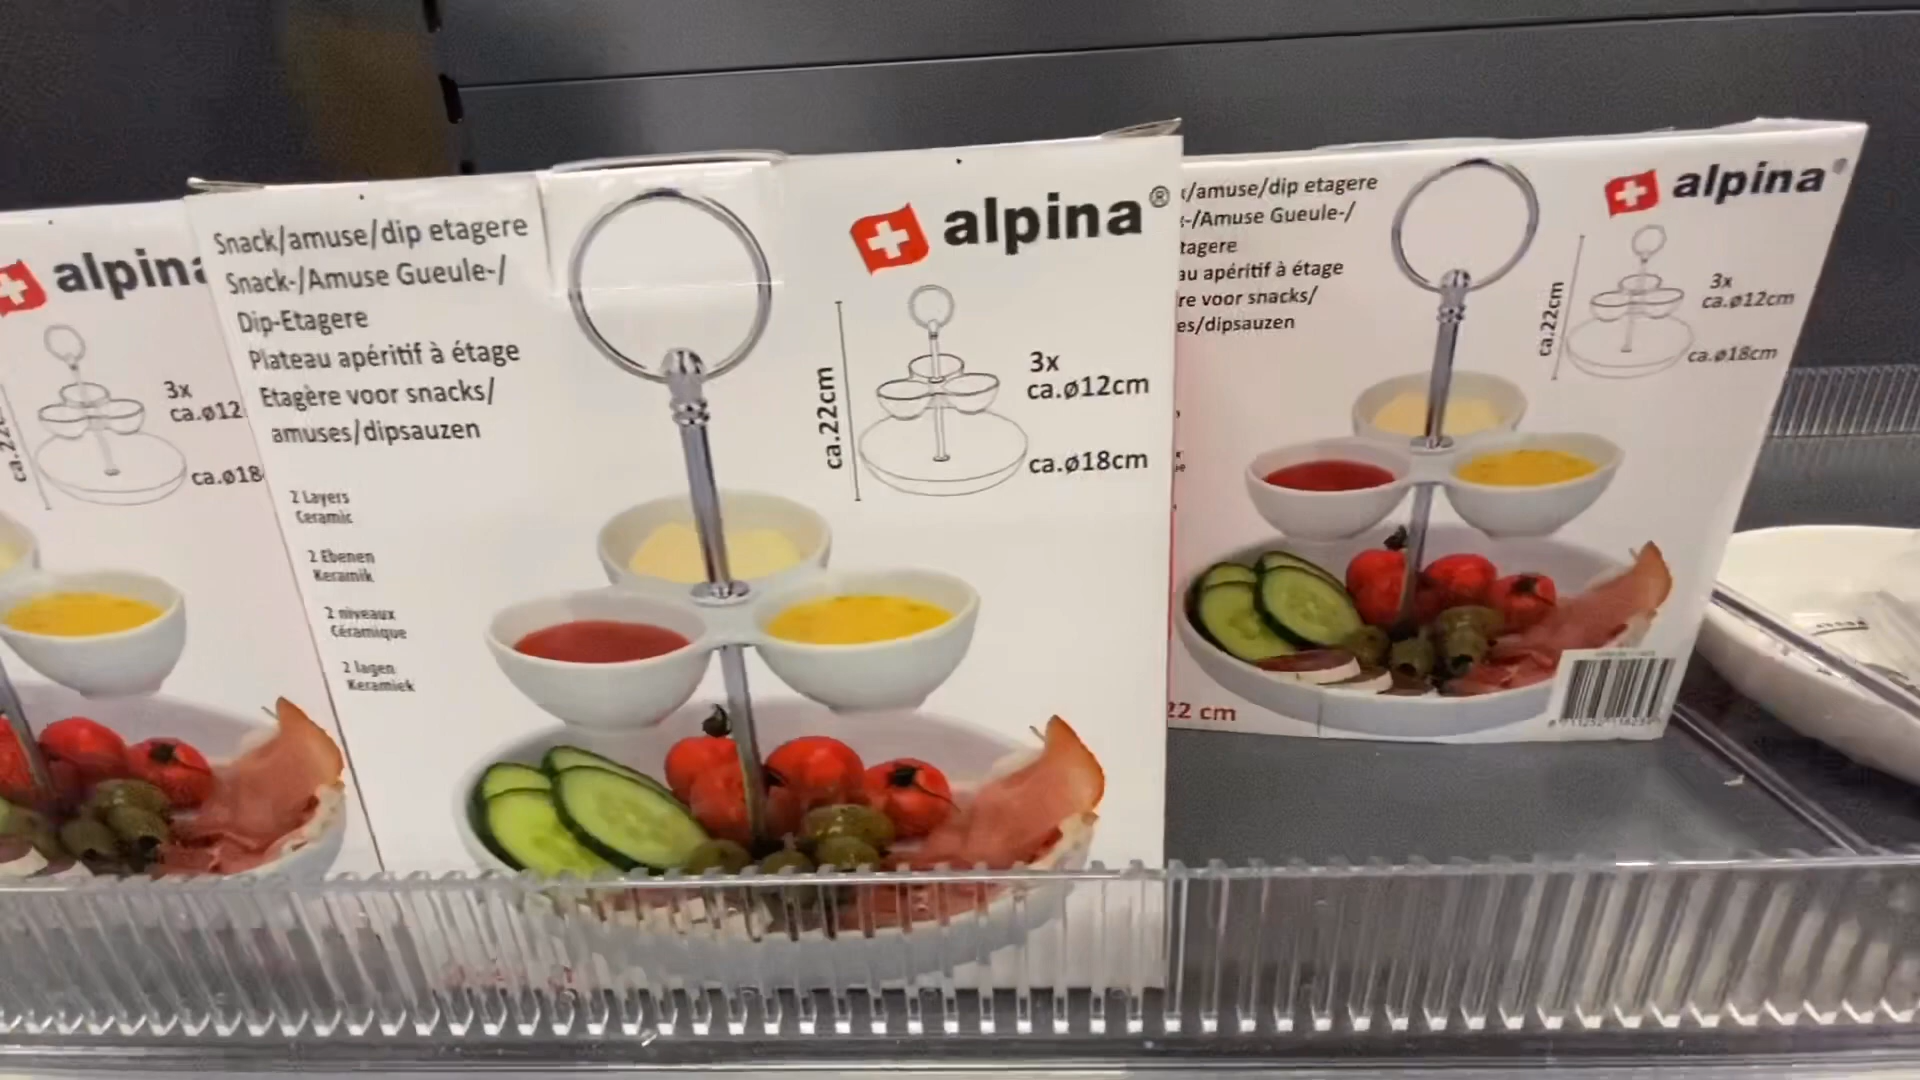 alpina
3x
ca.ø12
ca.ø18
Snack/amuse/dip etagere
Snack-/Amuse Gueule-/
Dip-Etagere
Plateau apéritif à étage
Etagère voor snacks/
amuses/dipsauzen
2 Layers
Ceramic
2 Ebenen
Keramik
2 niveaux
Céramique
2 lagen
Keramiek
alpina®
ca.22cm
3x
ca.ø12cm
ca.ø18cm
/amuse/dip etagere
-/Amuse Gueule-/
tagere
au apéritif à étage
re voor snacks/
es/dipsauzen
alpina®
ca.22cm
3x
ca.ø12cm
ca.ø18cm
22 cm